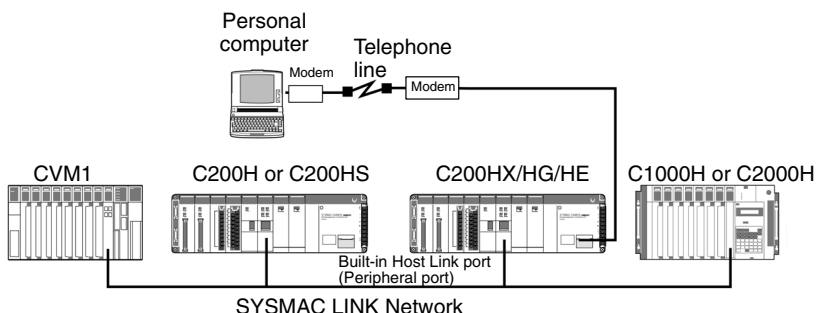 Personal
computer
Telephone
line
Modem
Modem
CVM1
C200H or C200HS
C200HX/HG/HE
C1000H or C2000H
Built-in Host Link port
(Peripheral port)
SYSMAC LINK Network